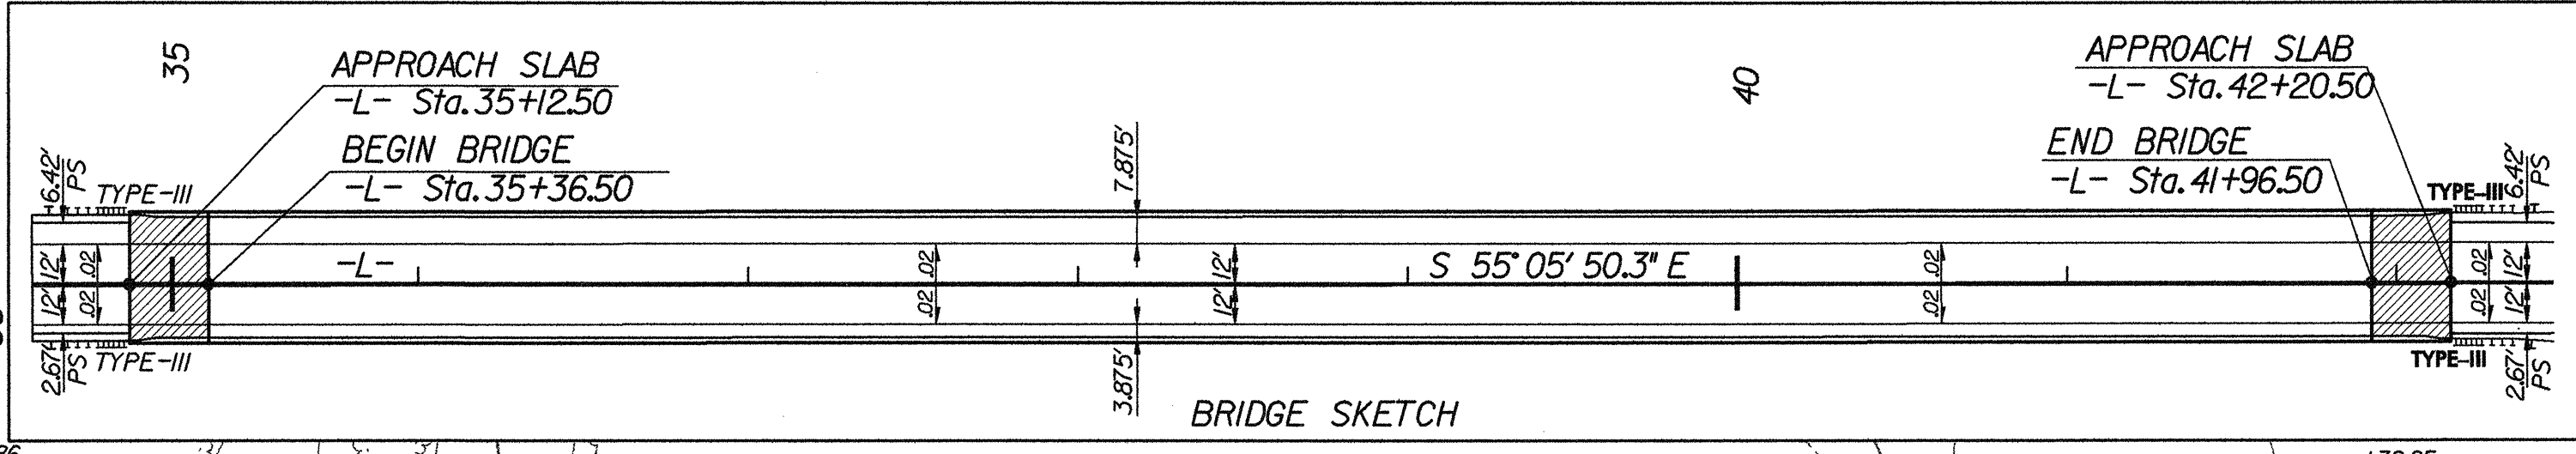 35
APPROACH SLAB
-L- Sta. 35+12.50
BEGIN BRIDGE
-L- Sta. 35+36.50
40
APPROACH SLAB
-L- Sta. 42+20.50
END BRIDGE
-L- Sta. 41+96.50
6.42'
PS
TYPE-III
7.875'
TYPE-III
6.42'
PS
12'
.02
-L-
.02
12'
S 55° 05' 50.3" E
.02
.02
12'
12'
.02
.02
12'
.02
.02
12'
2.67'
PS
TYPE-III
3.875'
BRIDGE SKETCH
TYPE-III
2.67'
PS